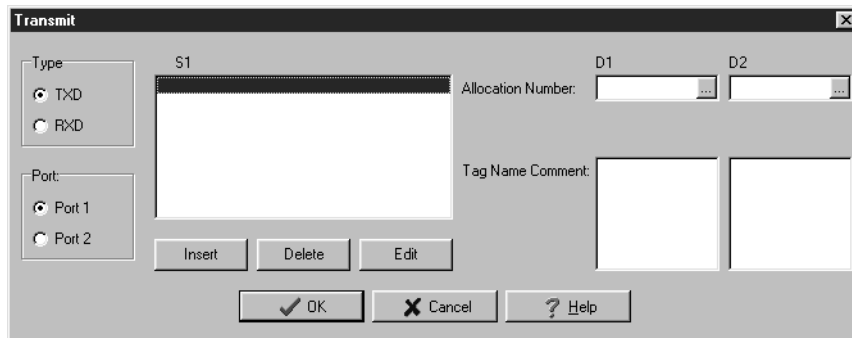 Transmit
Type
TXD
RXD
Port:
Port 1
Port 2
S1
Insert
Delete
Edit
D1
D2
Allocation Number:
...
...
Tag Name Comment:
OK
Cancel
Help